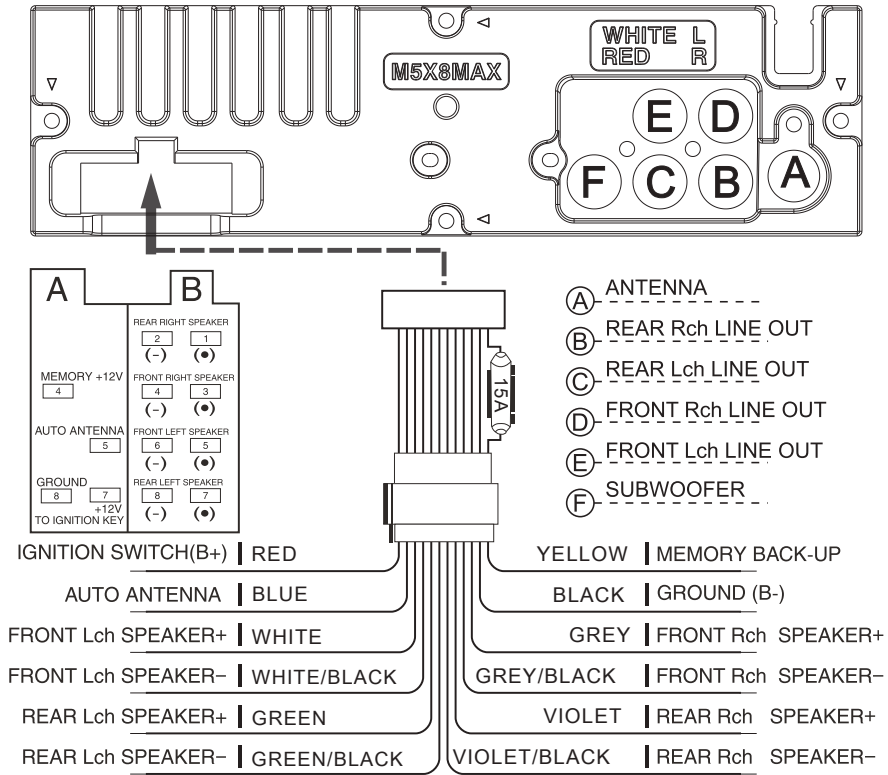 WHITE L
RED R
M5X8MAX
E D
F C B A
A B
REAR RIGHT SPEAKER
2 1
(-) (●)
MEMORY +12V
4
FRONT RIGHT SPEAKER
4 3
(-) (●)
AUTO ANTENNA
5
FRONT LEFT SPEAKER
6 5
(-) (●)
GROUND
8 7
+12V
TO IGNITION KEY
REAR LEFT SPEAKER
8 7
(-) (●)
15A
A ANTENNA
B REAR Rch LINE OUT
C REAR Lch LINE OUT
D FRONT Rch LINE OUT
E FRONT Lch LINE OUT
F SUBWOOFER
IGNITION SWITCH(B+) RED
YELLOW MEMORY BACK-UP
AUTO ANTENNA BLUE
BLACK GROUND (B-)
FRONT Lch SPEAKER+ WHITE
GREY FRONT Rch SPEAKER+
FRONT Lch SPEAKER− WHITE/BLACK
GREY/BLACK FRONT Rch SPEAKER−
REAR Lch SPEAKER+ GREEN
VIOLET REAR Rch SPEAKER+
REAR Lch SPEAKER− GREEN/BLACK
VIOLET/BLACK REAR Rch SPEAKER−